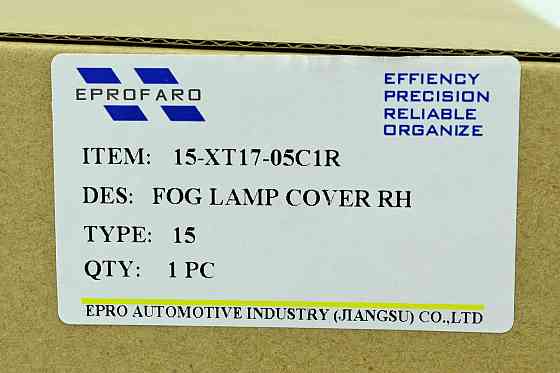 EPROFARO
EFFIENCY
PRECISION
RELIABLE
ORGANIZE
ITEM: 15-XT17-05C1R
DES: FOG LAMP COVER RH
TYPE: 15
QTY: 1 PC
EPRO AUTOMOTIVE INDUSTRY (JIANGSU) CO.,LTD